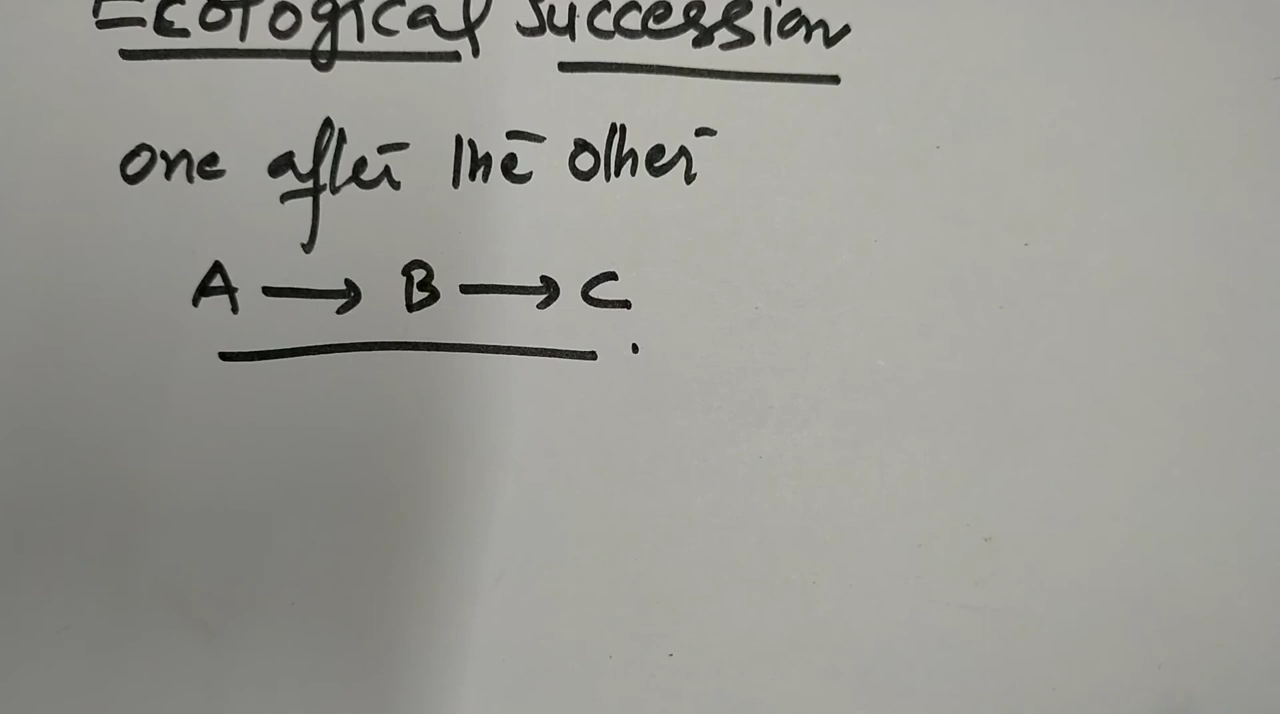 Ecological Succession
one after the other
A → B → C